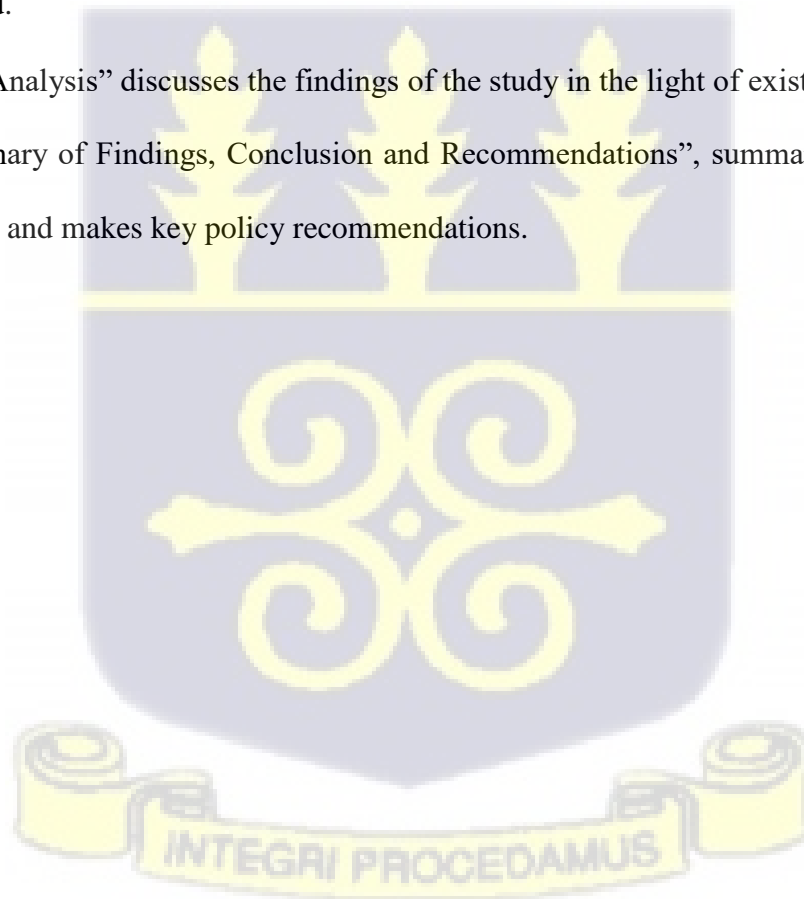 Analysis” discusses the findings of the study in the light of exist
nary of Findings, Conclusion and Recommendations”, summa
and makes key policy recommendations.
INTEGRI PROCEDAMUS